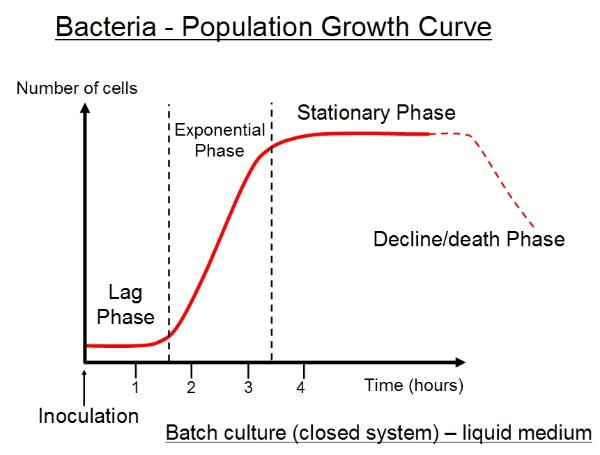 Bacteria - Population Growth Curve
Number of cells
Stationary Phase
Exponential
Phase
Decline/death Phase
Lag
Phase
1 2 3 4 Time (hours)
Inoculation
Batch culture (closed system) – liquid medium